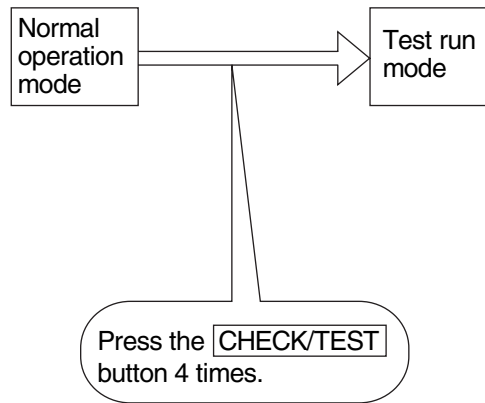 Normal
operation
mode
Test run
mode
Press the CHECK/TEST
button 4 times.